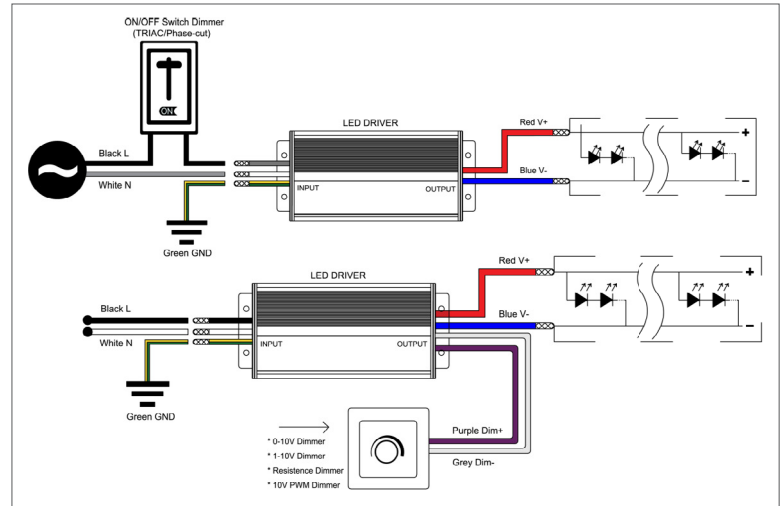 ON/OFF Switch Dimmer
(TRIAC/Phase-cut)
ON
Black L
White N
Green GND
LED DRIVER
INPUT
OUTPUT
Red V+
Blue V-
+
−
LED DRIVER
Black L
White N
Green GND
INPUT
OUTPUT
Red V+
Blue V-
+
−
* 0-10V Dimmer
* 1-10V Dimmer
* Resistence Dimmer
* 10V PWM Dimmer
Purple Dim+
Grey Dim-